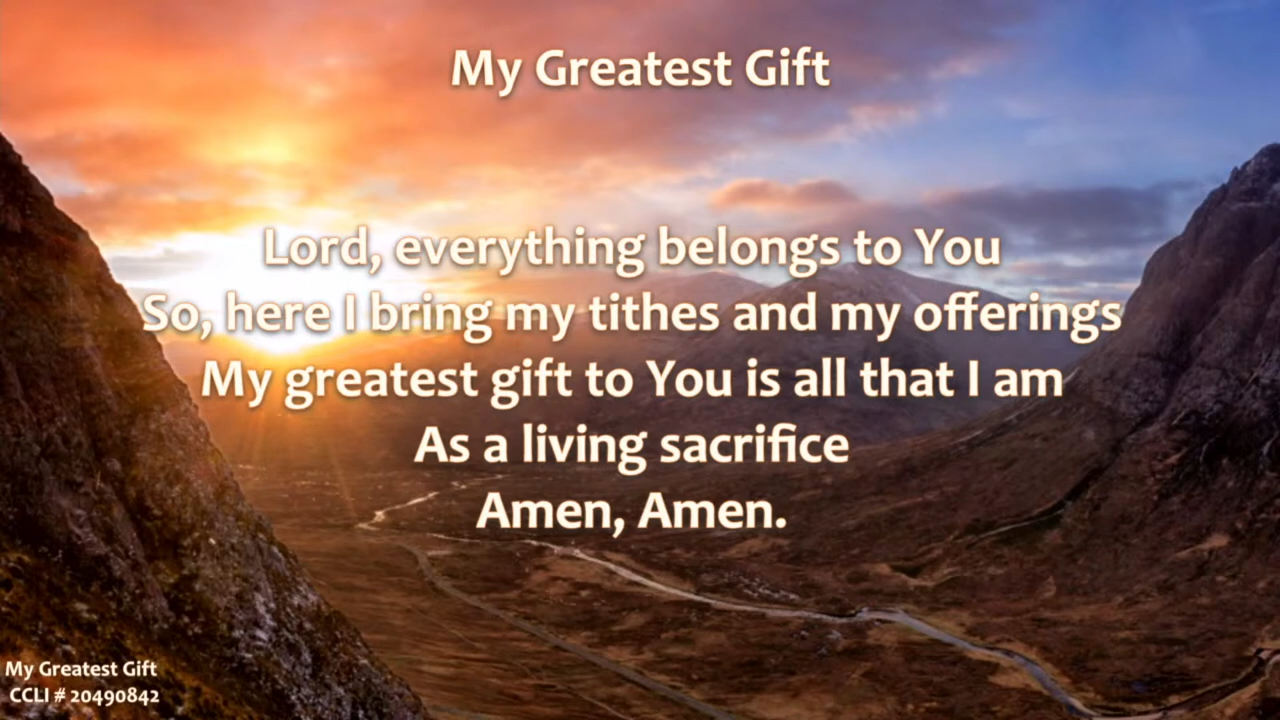 My Greatest Gift
Lord, everything belongs to You
So, here I bring my tithes and my offerings
My greatest gift to You is all that I am
As a living sacrifice
Amen, Amen.
My Greatest Gift
CCLI # 20490842